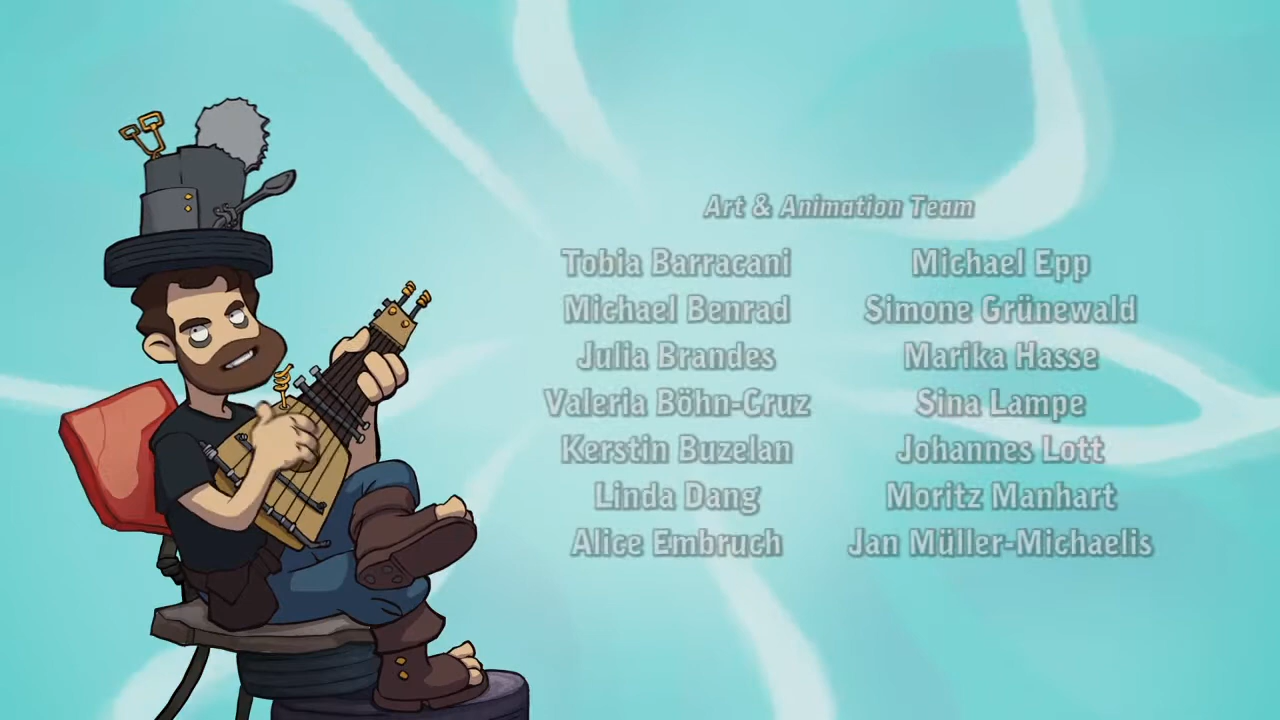 Art & Animation Team
Tobia Barracani Michael Epp
Michael Benrad Simone Grünewald
Julia Brandes Marika Hasse
Valeria Böhn-Cruz Sina Lampe
Kerstin Buzelan Johannes Lott
Linda Dang Moritz Manhart
Alice Embruch Jan Müller-Michaelis